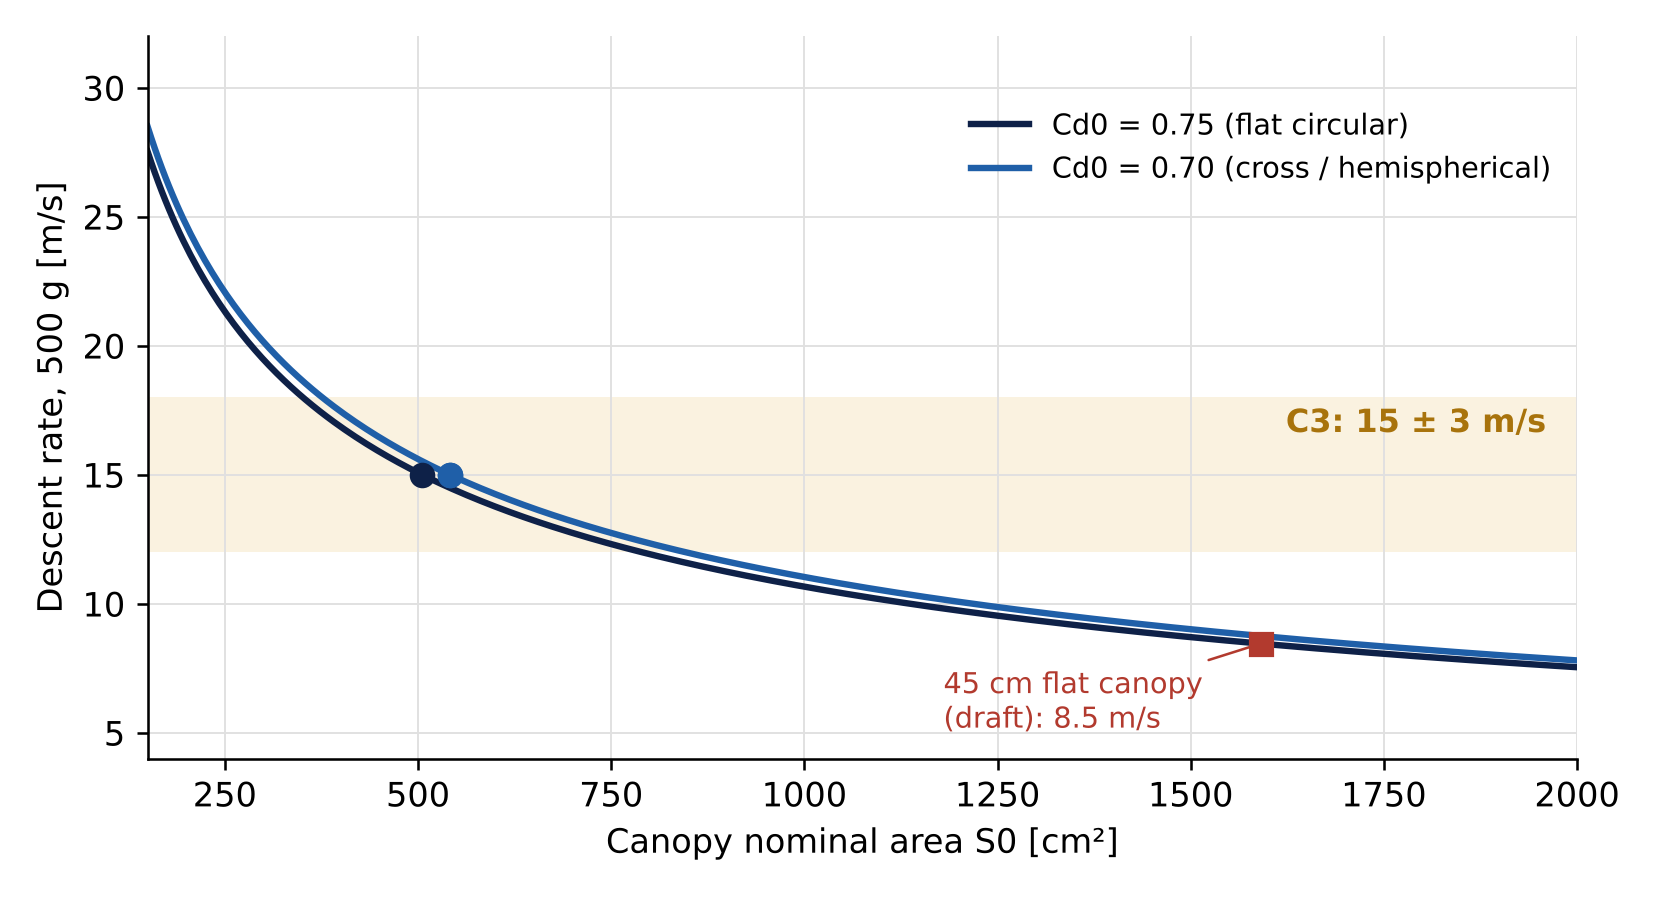 Descent rate, 500 g [m/s]
30
25
20
15
10
5
Cd0 = 0.75 (flat circular)
Cd0 = 0.70 (cross / hemispherical)
C3: 15 ± 3 m/s
45 cm flat canopy
(draft): 8.5 m/s
250 500 750 1000 1250 1500 1750 2000
Canopy nominal area S0 [cm²]